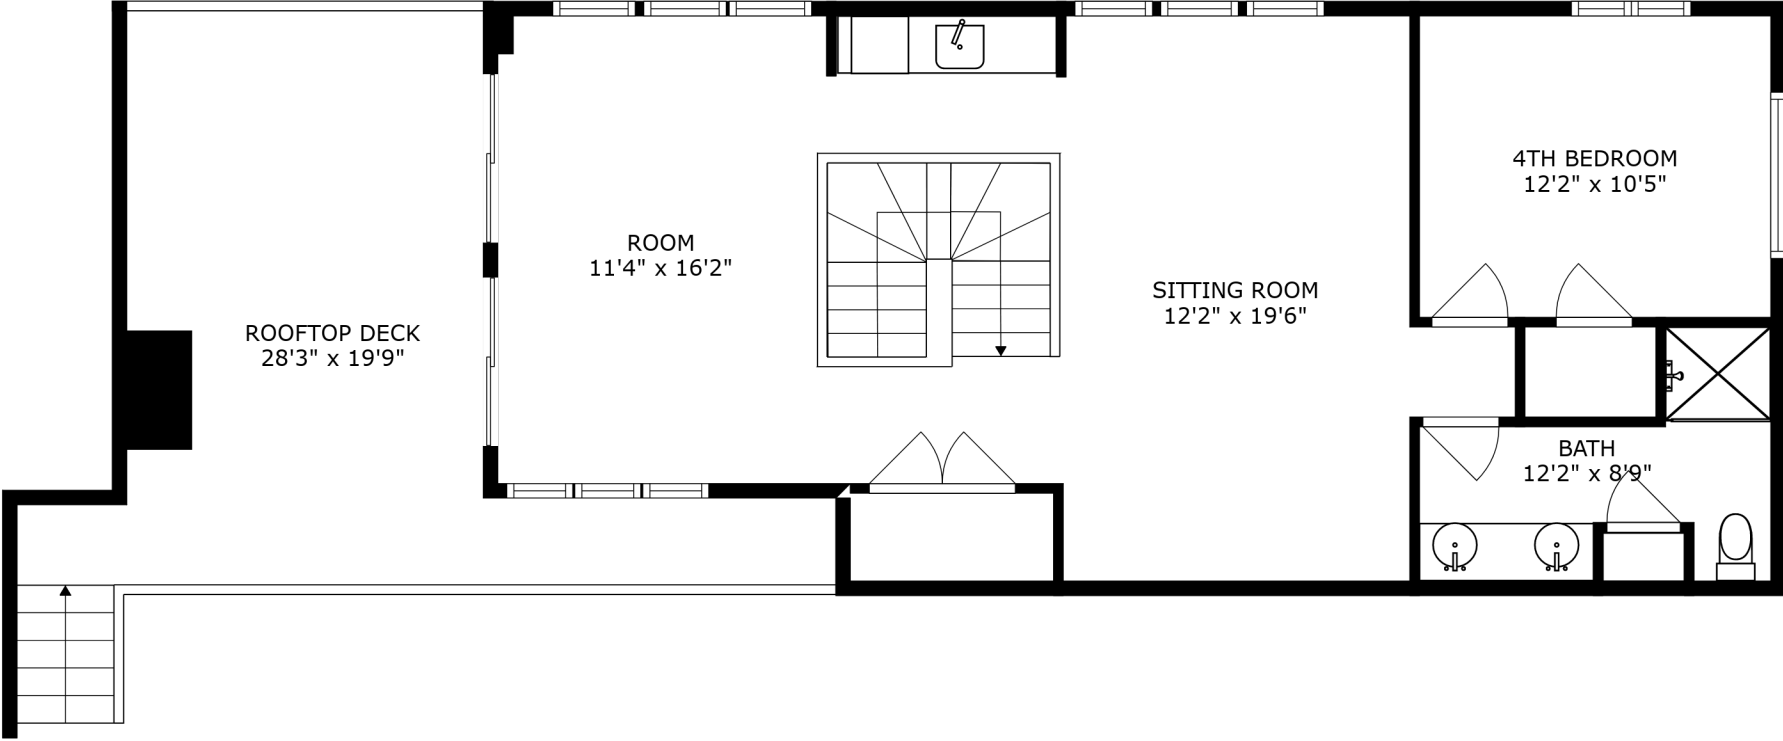 4TH BEDROOM
12'2" x 10'5"
ROOM
11'4" x 16'2"
SITTING ROOM
12'2" x 19'6"
ROOFTOP DECK
28'3" x 19'9"
BATH
12'2" x 8'9"